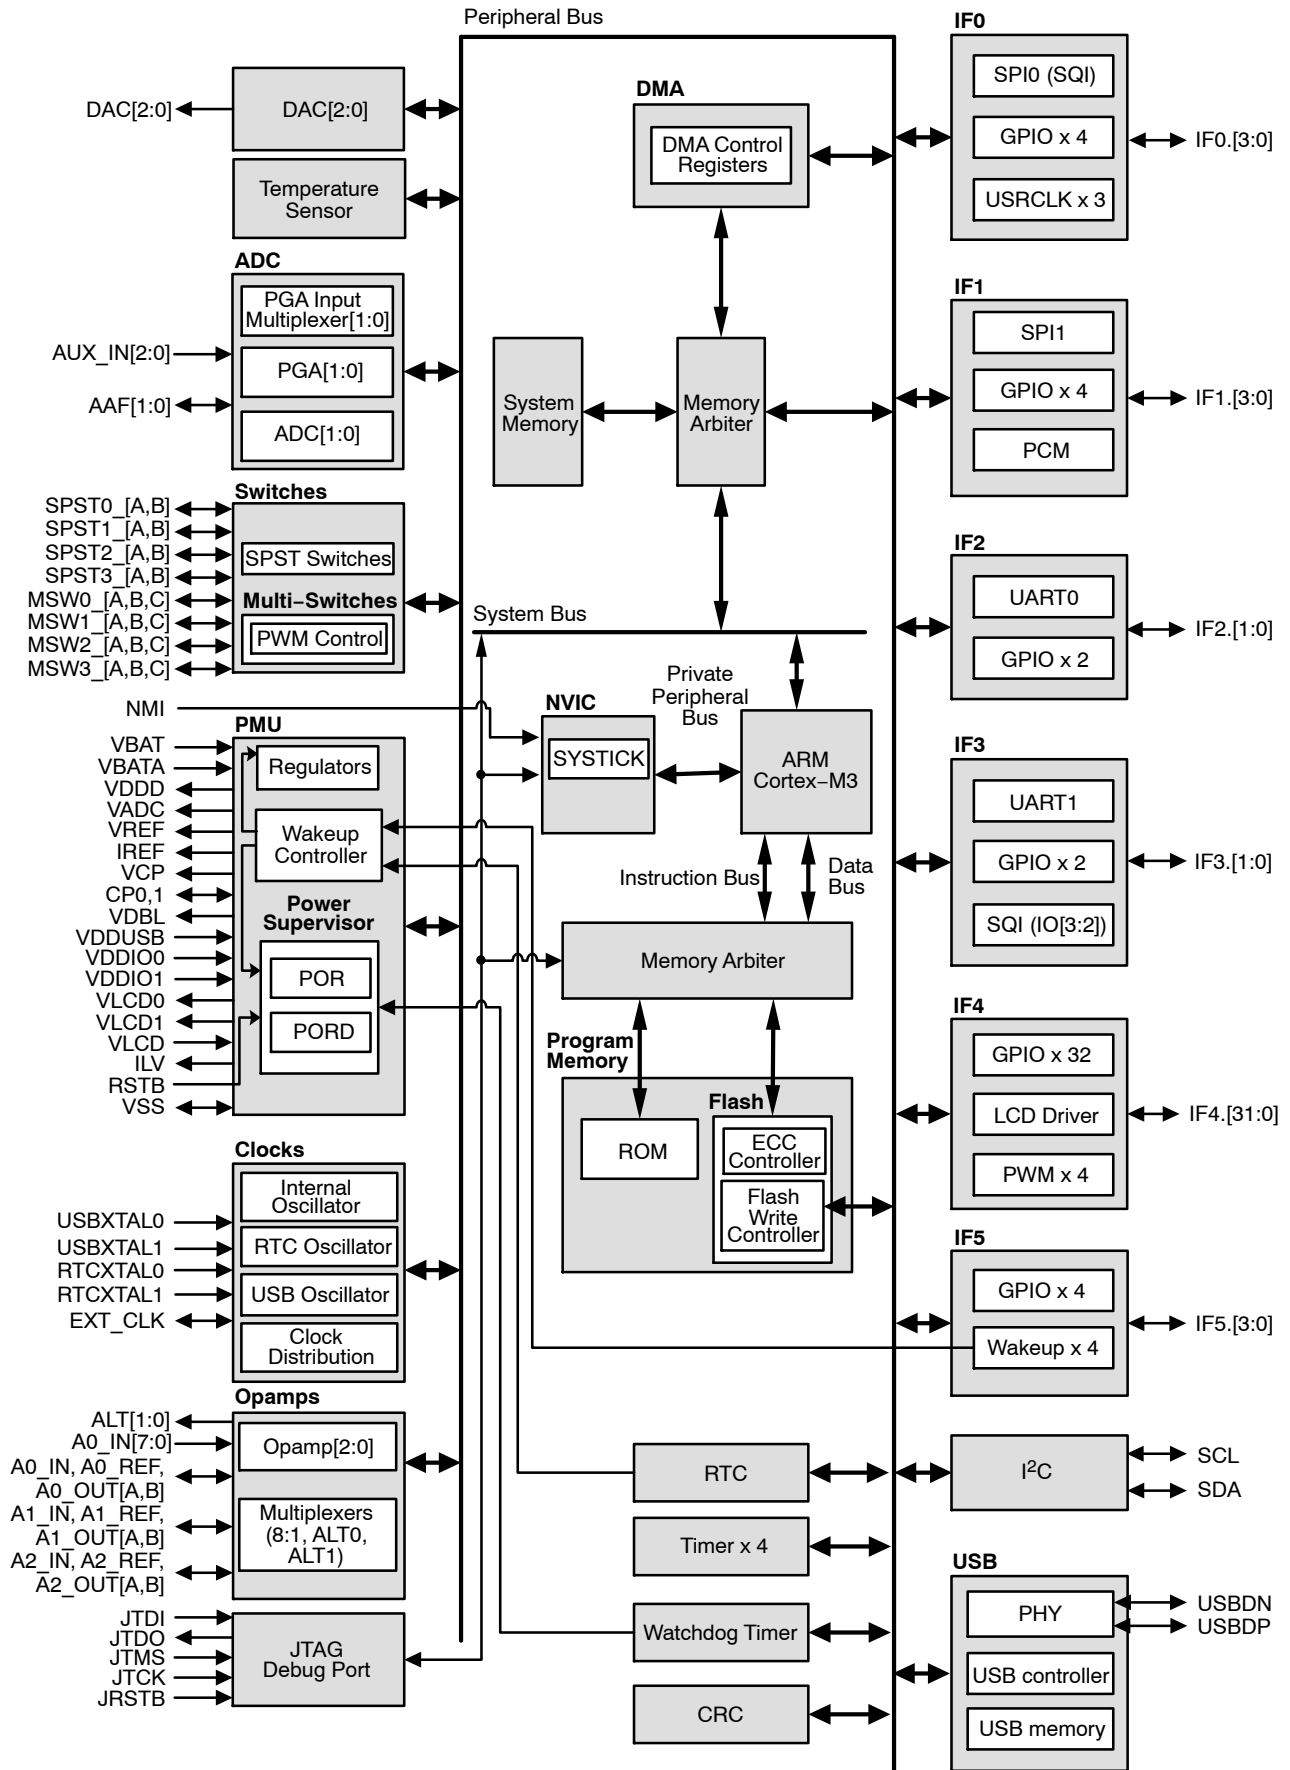 Peripheral Bus
DAC[2:0]
DAC[2:0]
Temperature
Sensor
ADC
PGA Input
Multiplexer[1:0]
AUX_IN[2:0]
PGA[1:0]
AAF[1:0]
ADC[1:0]
Switches
SPST0_[A,B]
SPST1_[A,B]
SPST2_[A,B]
SPST3_[A,B]
MSW0_[A,B,C]
MSW1_[A,B,C]
MSW2_[A,B,C]
MSW3_[A,B,C]
SPST Switches
Multi−Switches
PWM Control
NMI
PMU
VBAT
VBATA
VDDD
VADC
VREF
IREF
VCP
CP0,1
VDBL
VDDUSB
VDDIO0
VDDIO1
VLCD0
VLCD1
VLCD
ILV
RSTB
VSS
Regulators
Wakeup
Controller
Power
Supervisor
POR
PORD
Clocks
Internal
Oscillator
RTC Oscillator
USB Oscillator
Clock
Distribution
USBXTAL0
USBXTAL1
RTCXTAL0
RTCXTAL1
EXT_CLK
Opamps
ALT[1:0]
A0_IN[7:0]
A0_IN, A0_REF,
A0_OUT[A,B]
A1_IN, A1_REF,
A1_OUT[A,B]
A2_IN, A2_REF,
A2_OUT[A,B]
Opamp[2:0]
Multiplexers
(8:1, ALT0,
ALT1)
JTDI
JTDO
JTMS
JTCK
JRSTB
JTAG
Debug Port
DMA
DMA Control
Registers
System
Memory
Memory
Arbiter
System Bus
Private
Peripheral
Bus
NVIC
SYSTICK
ARM
Cortex−M3
Instruction Bus
Data
Bus
Memory Arbiter
Program
Memory
ROM
Flash
ECC
Controller
Flash
Write
Controller
RTC
Timer x 4
Watchdog Timer
CRC
IF0
SPI0 (SQI)
GPIO x 4
USRCLK x 3
IF0.[3:0]
IF1
SPI1
GPIO x 4
PCM
IF1.[3:0]
IF2
UART0
GPIO x 2
IF2.[1:0]
IF3
UART1
GPIO x 2
SQI (IO[3:2])
IF3.[1:0]
IF4
GPIO x 32
LCD Driver
PWM x 4
IF4.[31:0]
IF5
GPIO x 4
Wakeup x 4
IF5.[3:0]
I²C
SCL
SDA
USB
PHY
USB controller
USB memory
USBDN
USBDP